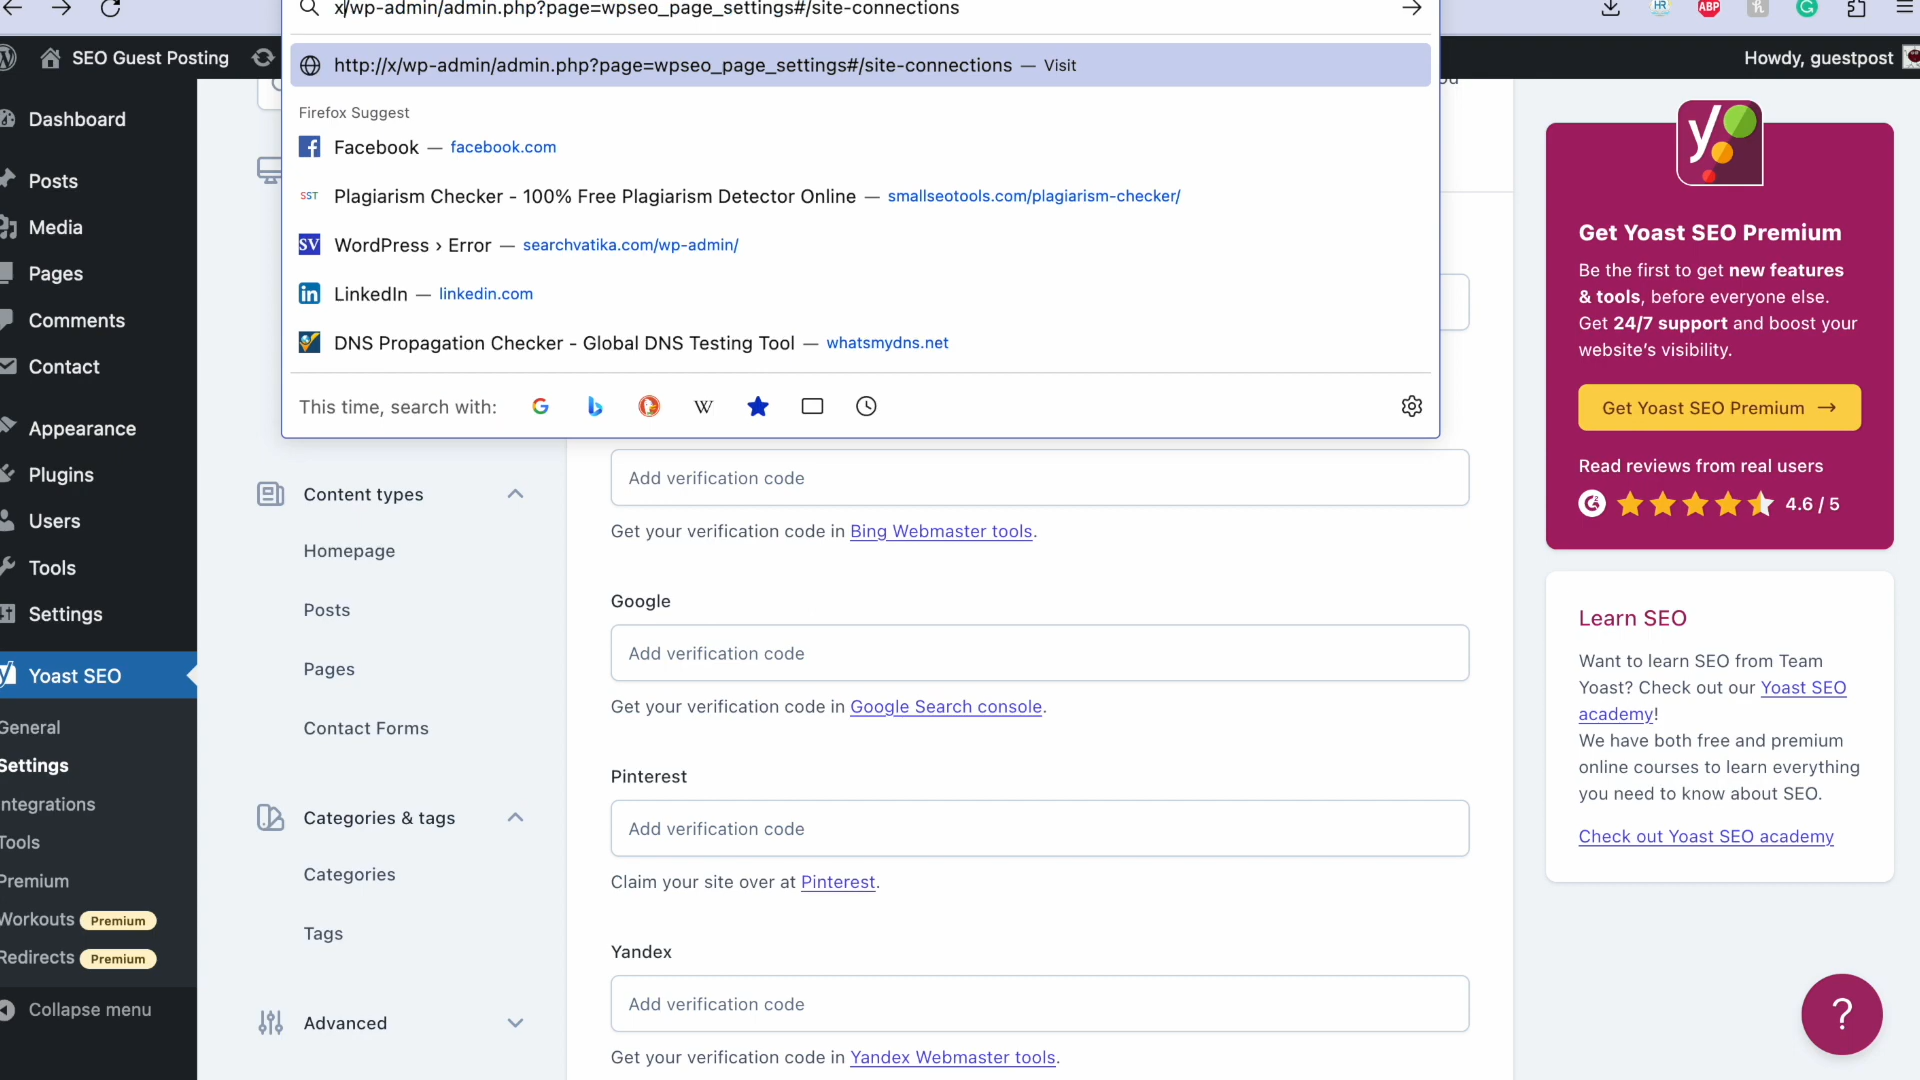 x/wp-admin/admin.php?page=wpseo_page_settings#/site-connections
HR
ABP
SEO Guest Posting
Howdy, guestpost
http://x/wp-admin/admin.php?page=wpseo_page_settings#/site-connections — Visit
Firefox Suggest
Facebook — facebook.com
SST Plagiarism Checker - 100% Free Plagiarism Detector Online — smallseotools.com/plagiarism-checker/
SV WordPress › Error — searchvatika.com/wp-admin/
in LinkedIn — linkedin.com
DNS Propagation Checker - Global DNS Testing Tool — whatsmydns.net
This time, search with:
Dashboard
Posts
Media
Pages
Comments
Contact
Appearance
Plugins
Users
Tools
Settings
Yoast SEO
General
Settings
ntegrations
Tools
Premium
Workouts Premium
Redirects Premium
Collapse menu
Content types
Homepage
Posts
Pages
Contact Forms
Categories & tags
Categories
Tags
Advanced
Add verification code
Get your verification code in Bing Webmaster tools.
Google
Add verification code
Get your verification code in Google Search console.
Pinterest
Add verification code
Claim your site over at Pinterest.
Yandex
Add verification code
Get your verification code in Yandex Webmaster tools.
Get Yoast SEO Premium
Be the first to get new features
& tools, before everyone else.
Get 24/7 support and boost your
website’s visibility.
Get Yoast SEO Premium →
Read reviews from real users
4.6 / 5
Learn SEO
Want to learn SEO from Team
Yoast? Check out our Yoast SEO
academy!
We have both free and premium
online courses to learn everything
you need to know about SEO.
Check out Yoast SEO academy
?